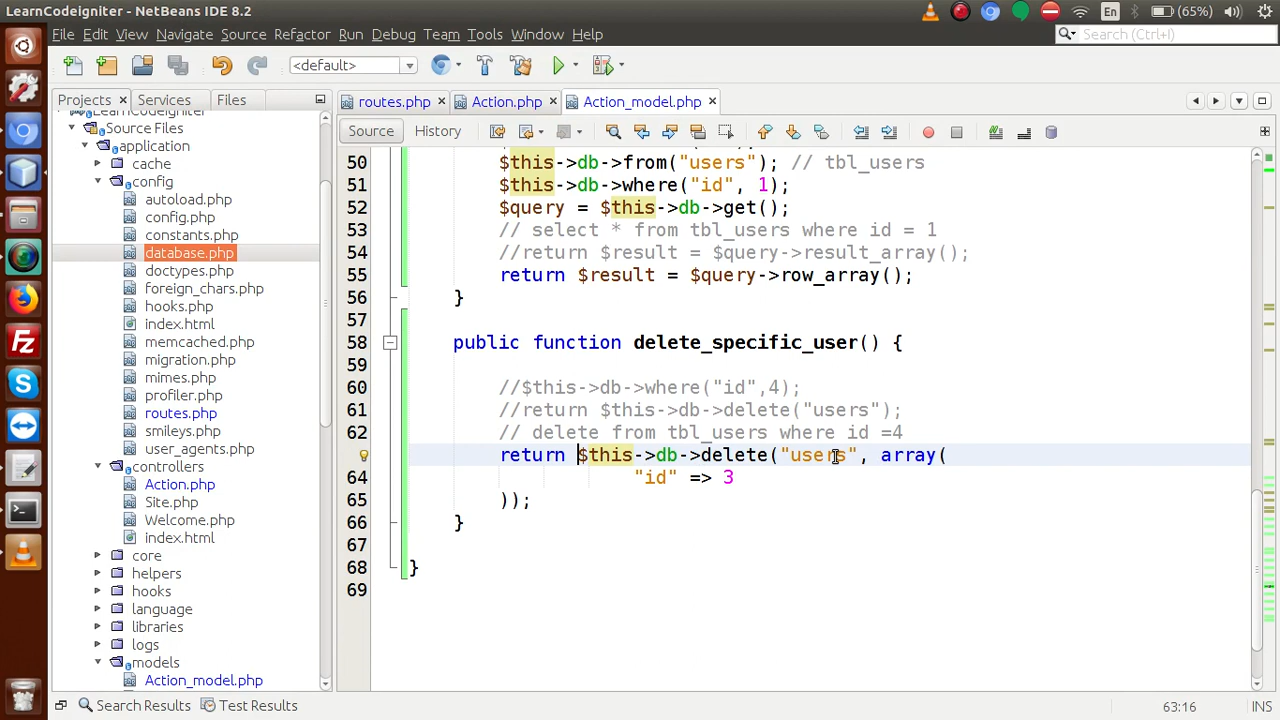 LearnCodeigniter - NetBeans IDE 8.2
En
(65%)
File Edit View Navigate Source Refactor Run Debug Team Tools Window Help
Search (Ctrl+I)
<default>
Projects Services Files
routes.php Action.php Action_model.php
Source History
Source Files
application
cache
config
autoload.php
config.php
constants.php
database.php
doctypes.php
foreign_chars.php
hooks.php
index.html
memcached.php
migration.php
mimes.php
profiler.php
routes.php
smileys.php
user_agents.php
controllers
Action.php
Site.php
Welcome.php
index.html
core
helpers
hooks
language
libraries
logs
models
Action_model.php
50 $this->db->from("users"); // tbl_users
51 $this->db->where("id", 1);
52 $query = $this->db->get();
53 // select * from tbl_users where id = 1
54 //return $result = $query->result_array();
55 return $result = $query->row_array();
56 }
57
58 public function delete_specific_user() {
59
60 //$this->db->where("id",4);
61 //return $this->db->delete("users");
62 // delete from tbl_users where id =4
return $this->db->delete("users", array(
64 "id" => 3
65 ));
66 }
67
68 }
69
Search Results Test Results
63:16 INS